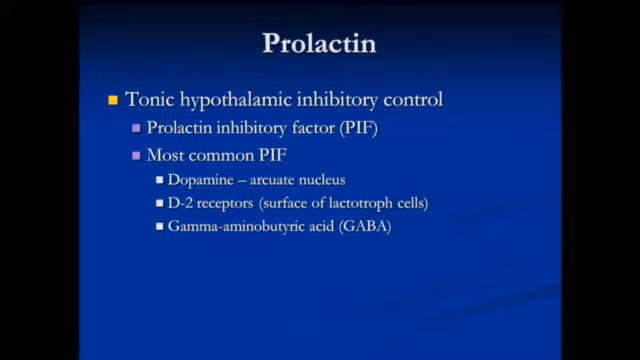 Prolactin
Tonic hypothalamic inhibitory control
Prolactin inhibitory factor (PIF)
Most common PIF
Dopamine – arcuate nucleus
D-2 receptors (surface of lactotroph cells)
Gamma-aminobutyric acid (GABA)